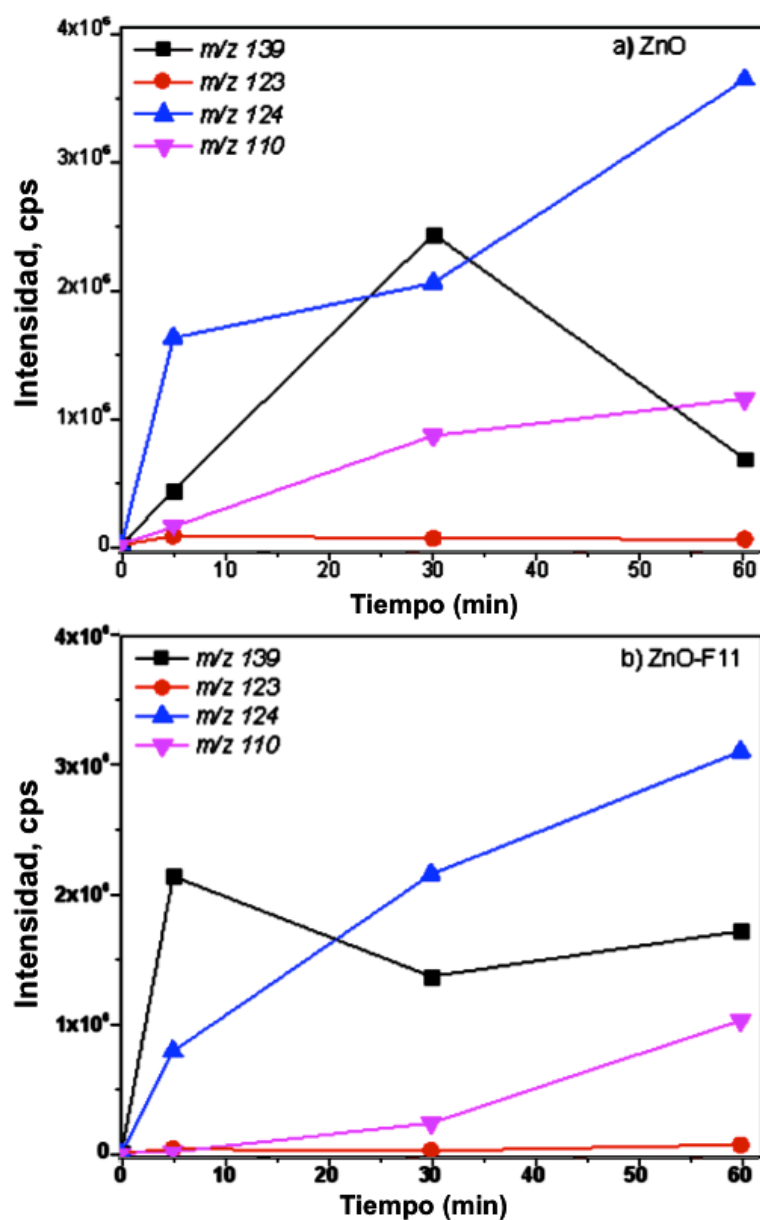 4x10⁶
3x10⁶
2x10⁶
1x10⁶
0
Intensidad, cps
m/z 139
m/z 123
m/z 124
m/z 110
a) ZnO
0 10 20 30 40 50 60
Tiempo (min)
4x10⁶
3x10⁶
2x10⁶
1x10⁶
0
Intensidad, cps
m/z 139
m/z 123
m/z 124
m/z 110
b) ZnO-F11
0 10 20 30 40 50 60
Tiempo (min)